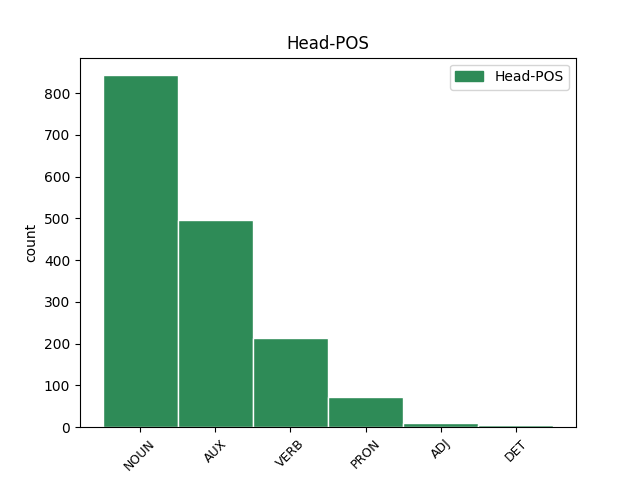 Head-POS
Head-POS
800
700
600
500
400
300
200
100
0
count
NOUN
AUX
VERB
PRON
ADJ
DET